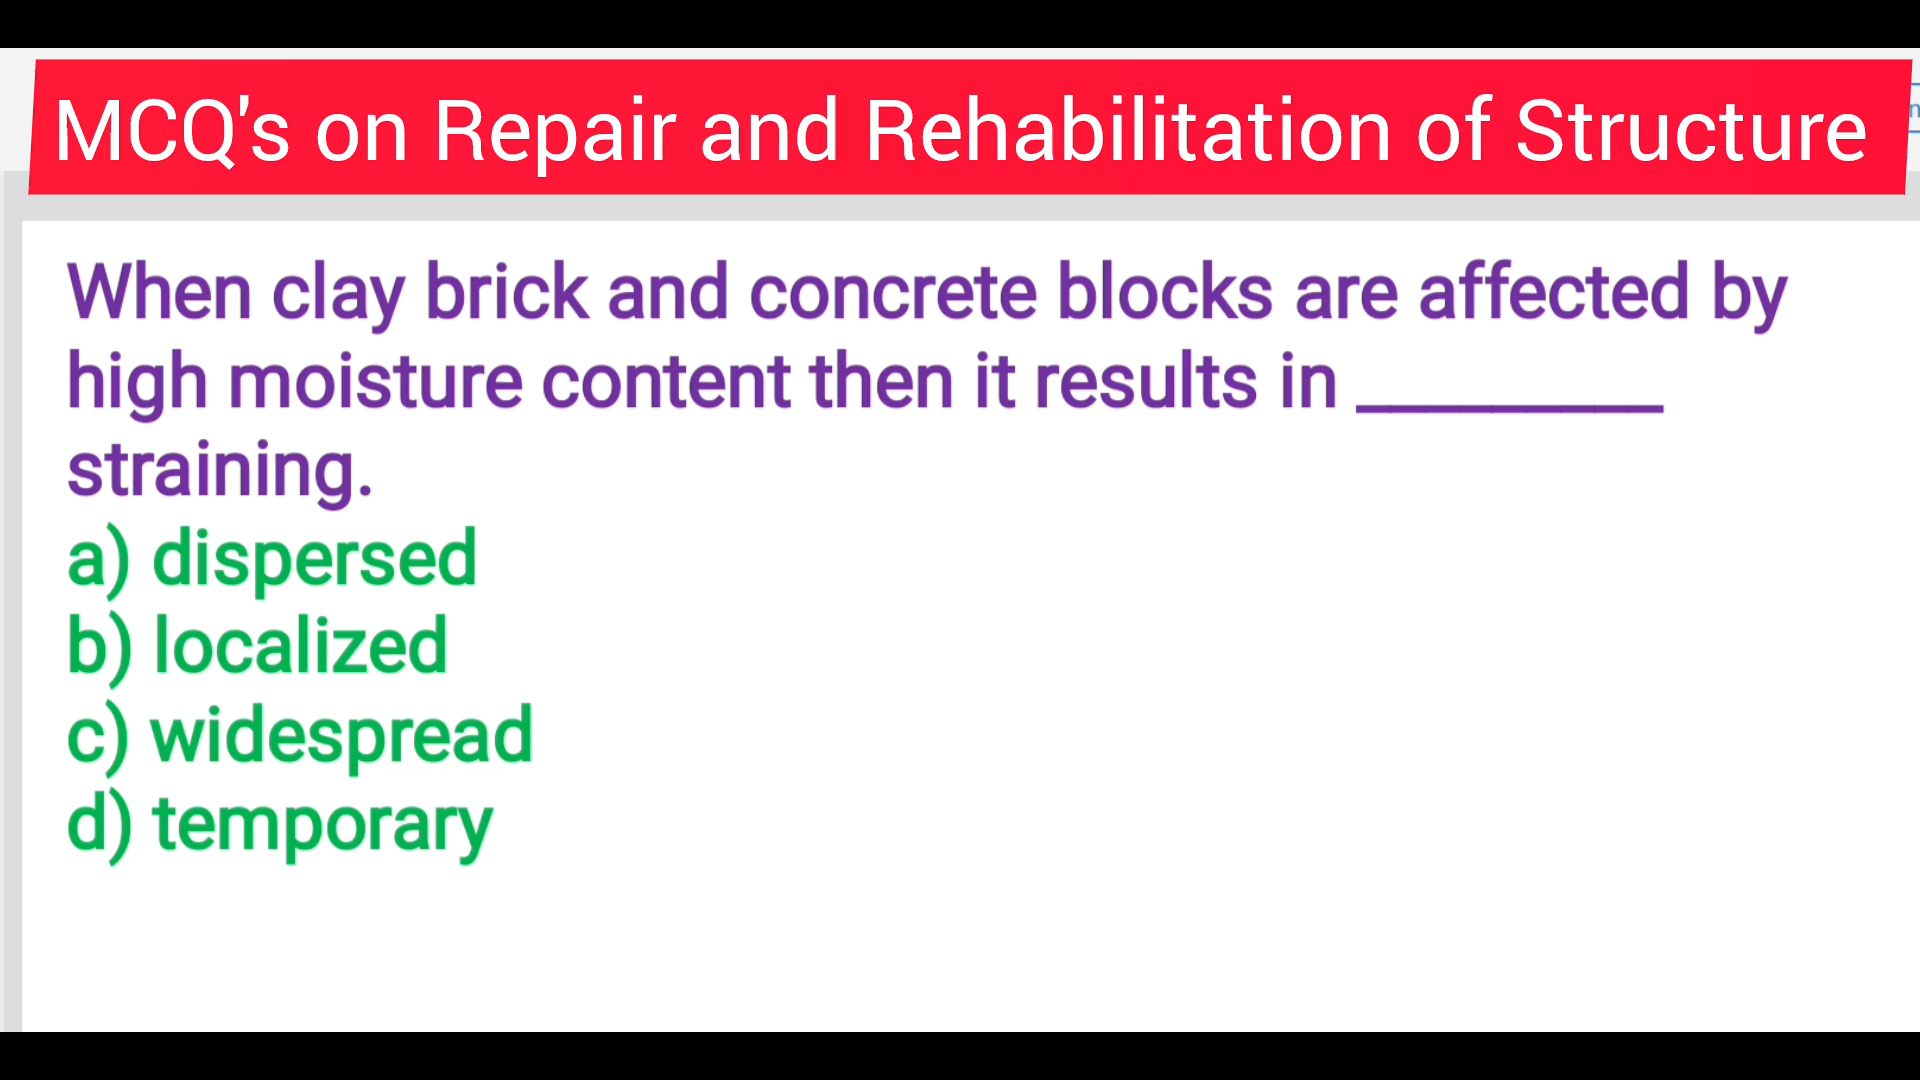 MCQ's on Repair and Rehabilitation of Structure
When clay brick and concrete blocks are affected by
high moisture content then it results in _________
straining.
a) dispersed
b) localized
c) widespread
d) temporary